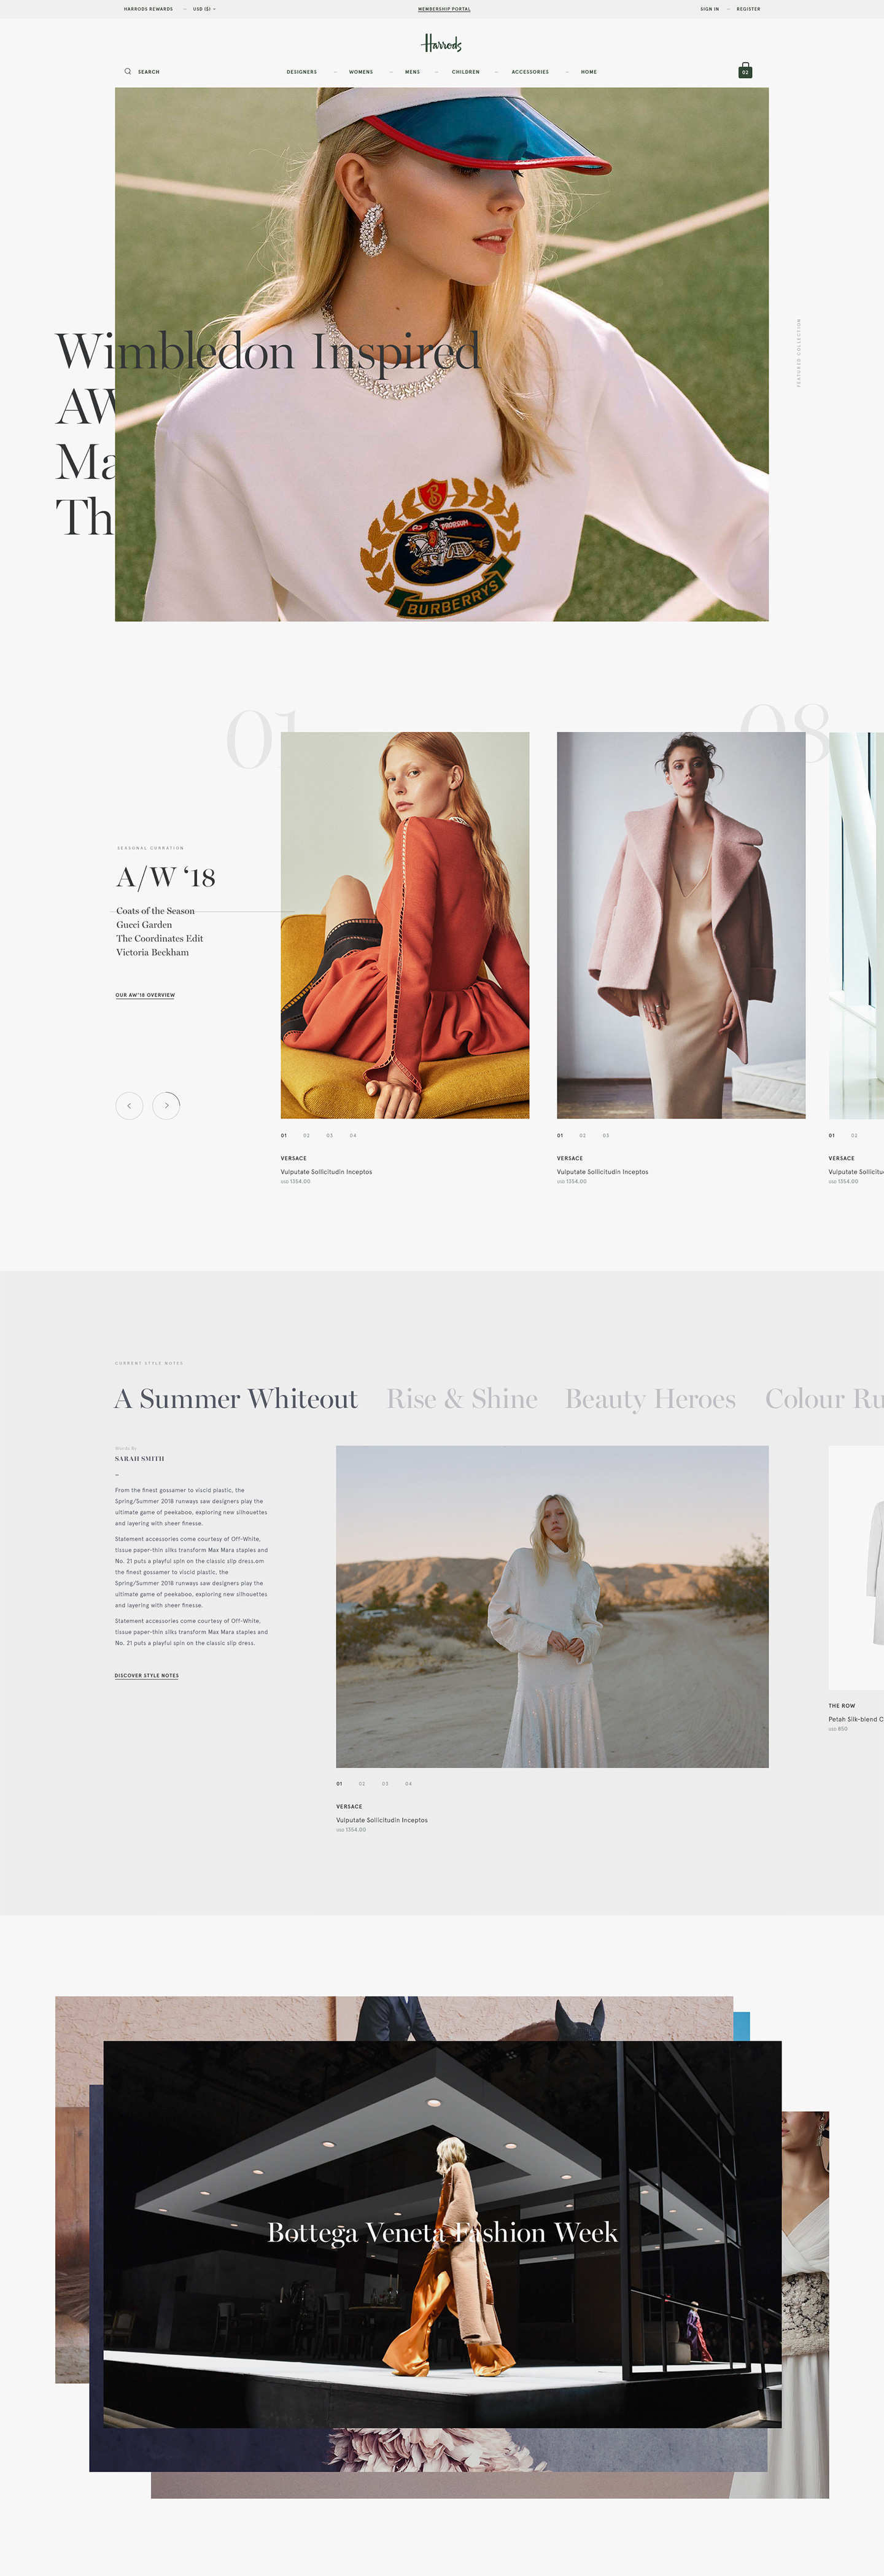 HARRODS REWARDS
USD ($)
MEMBERSHIP PORTAL
SIGN IN
REGISTER
Harrods
SEARCH
DESIGNERS
WOMENS
MENS
CHILDREN
ACCESSORIES
HOME
02
Wimbledon Inspired
AW
Ma
Th
FEATURED COLLECTION
PRORSUM
BURBERRYS
01
08
SEASONAL CURRATION
A/W ‘18
Coats of the Season
Gucci Garden
The Coordinates Edit
Victoria Beckham
OUR AW'18 OVERVIEW
01 02 03 04
VERSACE
Vulputate Sollicitudin Inceptos
USD 1354.00
01 02 03
VERSACE
Vulputate Sollicitudin Inceptos
USD 1354.00
01 02
VERSACE
Vulputate Sollicitu
USD 1354.00
CURRENT STYLE NOTES
A Summer Whiteout
Rise & Shine
Beauty Heroes
Colour Ru
Words By
SARAH SMITH
–
From the finest gossamer to viscid plastic, the
Spring/Summer 2018 runways saw designers play the
ultimate game of peekaboo, exploring new silhouettes
and layering with sheer finesse.
Statement accessories come courtesy of Off-White,
tissue paper-thin silks transform Max Mara staples and
No. 21 puts a playful spin on the classic slip dress.om
the finest gossamer to viscid plastic, the
Spring/Summer 2018 runways saw designers play the
ultimate game of peekaboo, exploring new silhouettes
and layering with sheer finesse.
Statement accessories come courtesy of Off-White,
tissue paper-thin silks transform Max Mara staples and
No. 21 puts a playful spin on the classic slip dress.
DISCOVER STYLE NOTES
01 02 03 04
VERSACE
Vulputate Sollicitudin Inceptos
USD 1354.00
THE ROW
Petah Silk-blend C
USD 850
Bottega Veneta Fashion Week